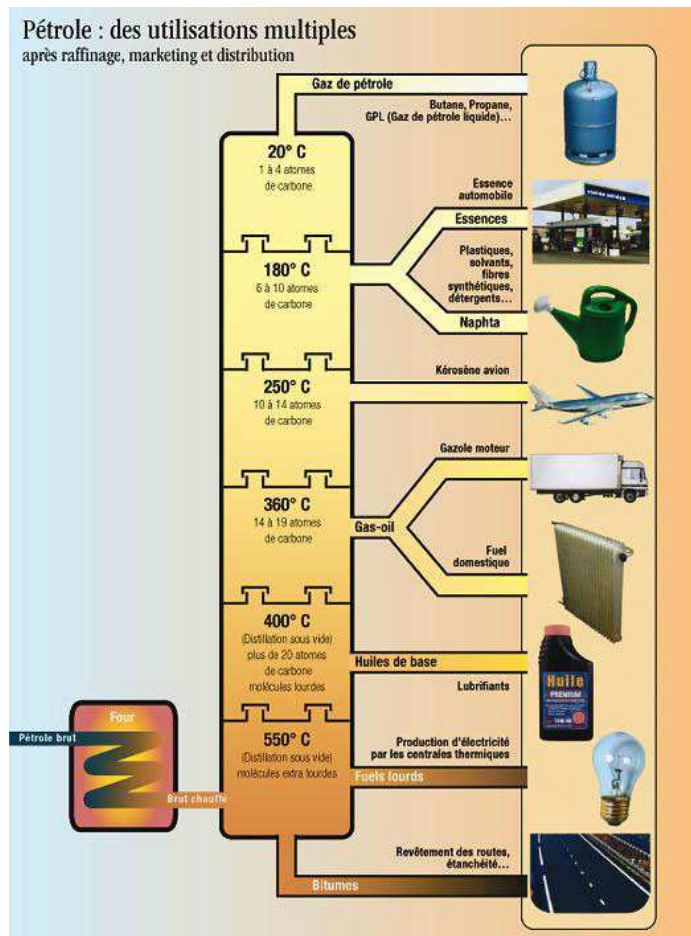 Pétrole : des utilisations multiples
après raffinage, marketing et distribution
Gaz de pétrole
Butane, Propane,
GPL (Gaz de pétrole liquide)...
20° C
1 à 4 atomes
de carbone
Essence
automobile
Essences
180° C
6 à 10 atomes
de carbone
Plastiques,
solvants,
fibres
synthétiques,
détergents...
Naphta
250° C
10 à 14 atomes
de carbone
Kérosène avion
Gazole moteur
360° C
14 à 19 atomes
de carbone
Gas-oil
Fuel
domestique
400° C
(Distillation sous vide)
plus de 20 atomes
de carbone
molécules lourdes
Huiles de base
Lubrifiants
Huile
PREMIUM
Four
Pétrole brut
Brut chauffé
550° C
(Distillation sous vide)
molécules extra lourdes
Production d'électricité
par les centrales thermiques
Fuels lourds
Revêtement des routes,
étanchéité...
Bitumes